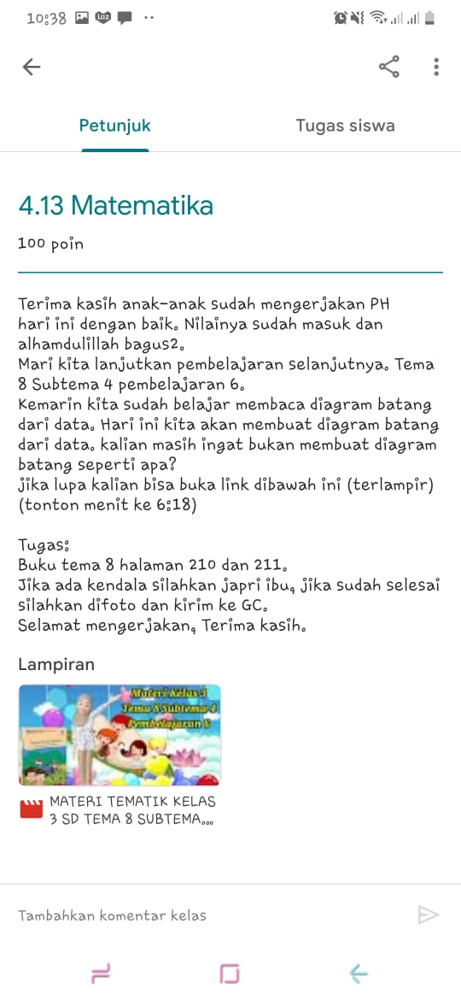 10:38
Laz
Petunjuk
Tugas siswa
4.13 Matematika
100 poin
Terima kasih anak-anak sudah mengerjakan PH
hari ini dengan baik. Nilainya sudah masuk dan
alhamdulillah bagus2.
Mari kita lanjutkan pembelajaran selanjutnya. Tema
8 Subtema 4 pembelajaran 6.
Kemarin kita sudah belajar membaca diagram batang
dari data. Hari ini kita akan membuat diagram batang
dari data. kalian masih ingat bukan membuat diagram
batang seperti apa?
jika lupa kalian bisa buka link dibawah ini (terlampir)
(tonton menit ke 6:18)
Tugas:
Buku tema 8 halaman 210 dan 211.
Jika ada kendala silahkan japri ibu, jika sudah selesai
silahkan difoto dan kirim ke GC.
Selamat mengerjakan, Terima kasih.
Lampiran
Materi Kelas 3
Tema 8 Subtema 4
Pembelajaran 6
MATERI TEMATIK KELAS
3 SD TEMA 8 SUBTEMA...
Tambahkan komentar kelas